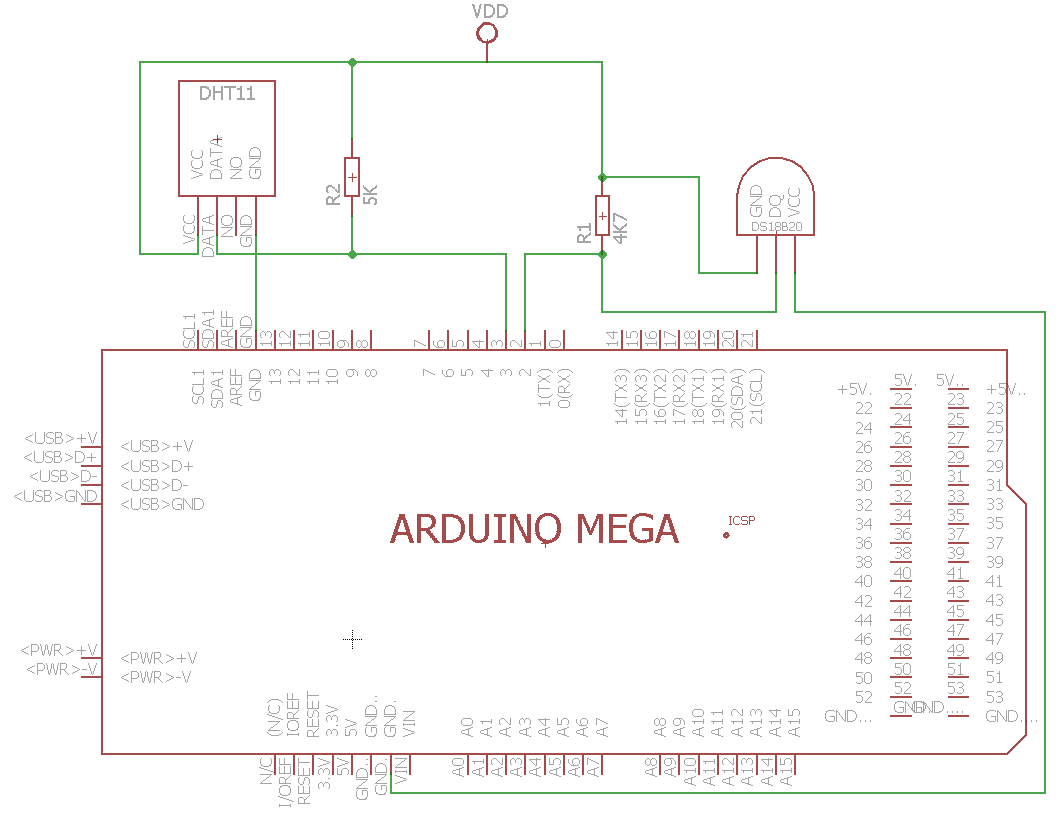 VDD
DHT11
VCC
DATA
NO
GND
VCC
DATA
NO
GND
R2
5K
R1
4K7
GND
DQ
VCC
DS18B20
SCL1
SDA1
AREF
GND
13
12
11
10
9
8
7
6
5
4
3
2
1
0
14
15
16
17
18
19
20
21
SCL1
SDA1
AREF
GND
13
12
11
10
9
8
7
6
5
4
3
2
1(TX)
0(RX)
14(TX3)
15(RX3)
16(TX2)
17(RX2)
18(TX1)
19(RX1)
20(SDA)
21(SCL)
+5V. 5V. 5V.. +5V..
22 22 23 23
24 24 25 25
26 26 27 27
28 28 29 29
30 30 31 31
32 32 33 33
34 34 35 35
36 36 37 37
38 38 39 39
40 40 41 41
42 42 43 43
44 44 45 45
46 46 47 47
48 48 49 49
50 50 51 51
52 52 53 53
GND... GND GND.... GND....
<USB>+V <USB>+V
<USB>D+ <USB>D+
<USB>D- <USB>D-
<USB>GND <USB>GND
ARDUINO MEGA
ICSP
<PWR>+V <PWR>+V
<PWR>-V <PWR>-V
(N/C)
IOREF
RESET
3.3V
5V
GND..
GND.
VIN
A0
A1
A2
A3
A4
A5
A6
A7
A8
A9
A10
A11
A12
A13
A14
A15
N/C
I/OREF
RESET
3.3V
5V
GND..
GND.
VIN
A0
A1
A2
A3
A4
A5
A6
A7
A8
A9
A10
A11
A12
A13
A14
A15